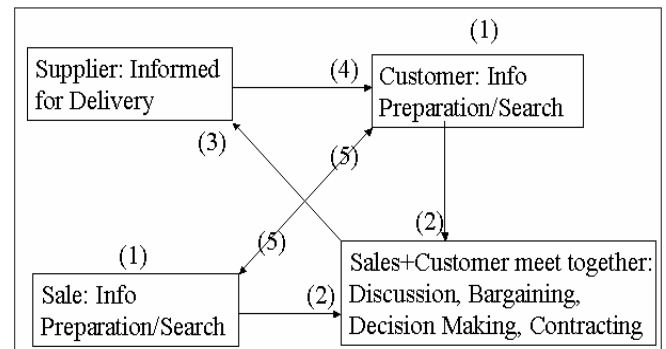 (1)
Supplier: Informed
for Delivery
(4)
Customer: Info
Preparation/Search
(3)
(5)
(5)
(2)
(1)
Sale: Info
Preparation/Search
(2)
Sales+Customer meet together:
Discussion, Bargaining,
Decision Making, Contracting